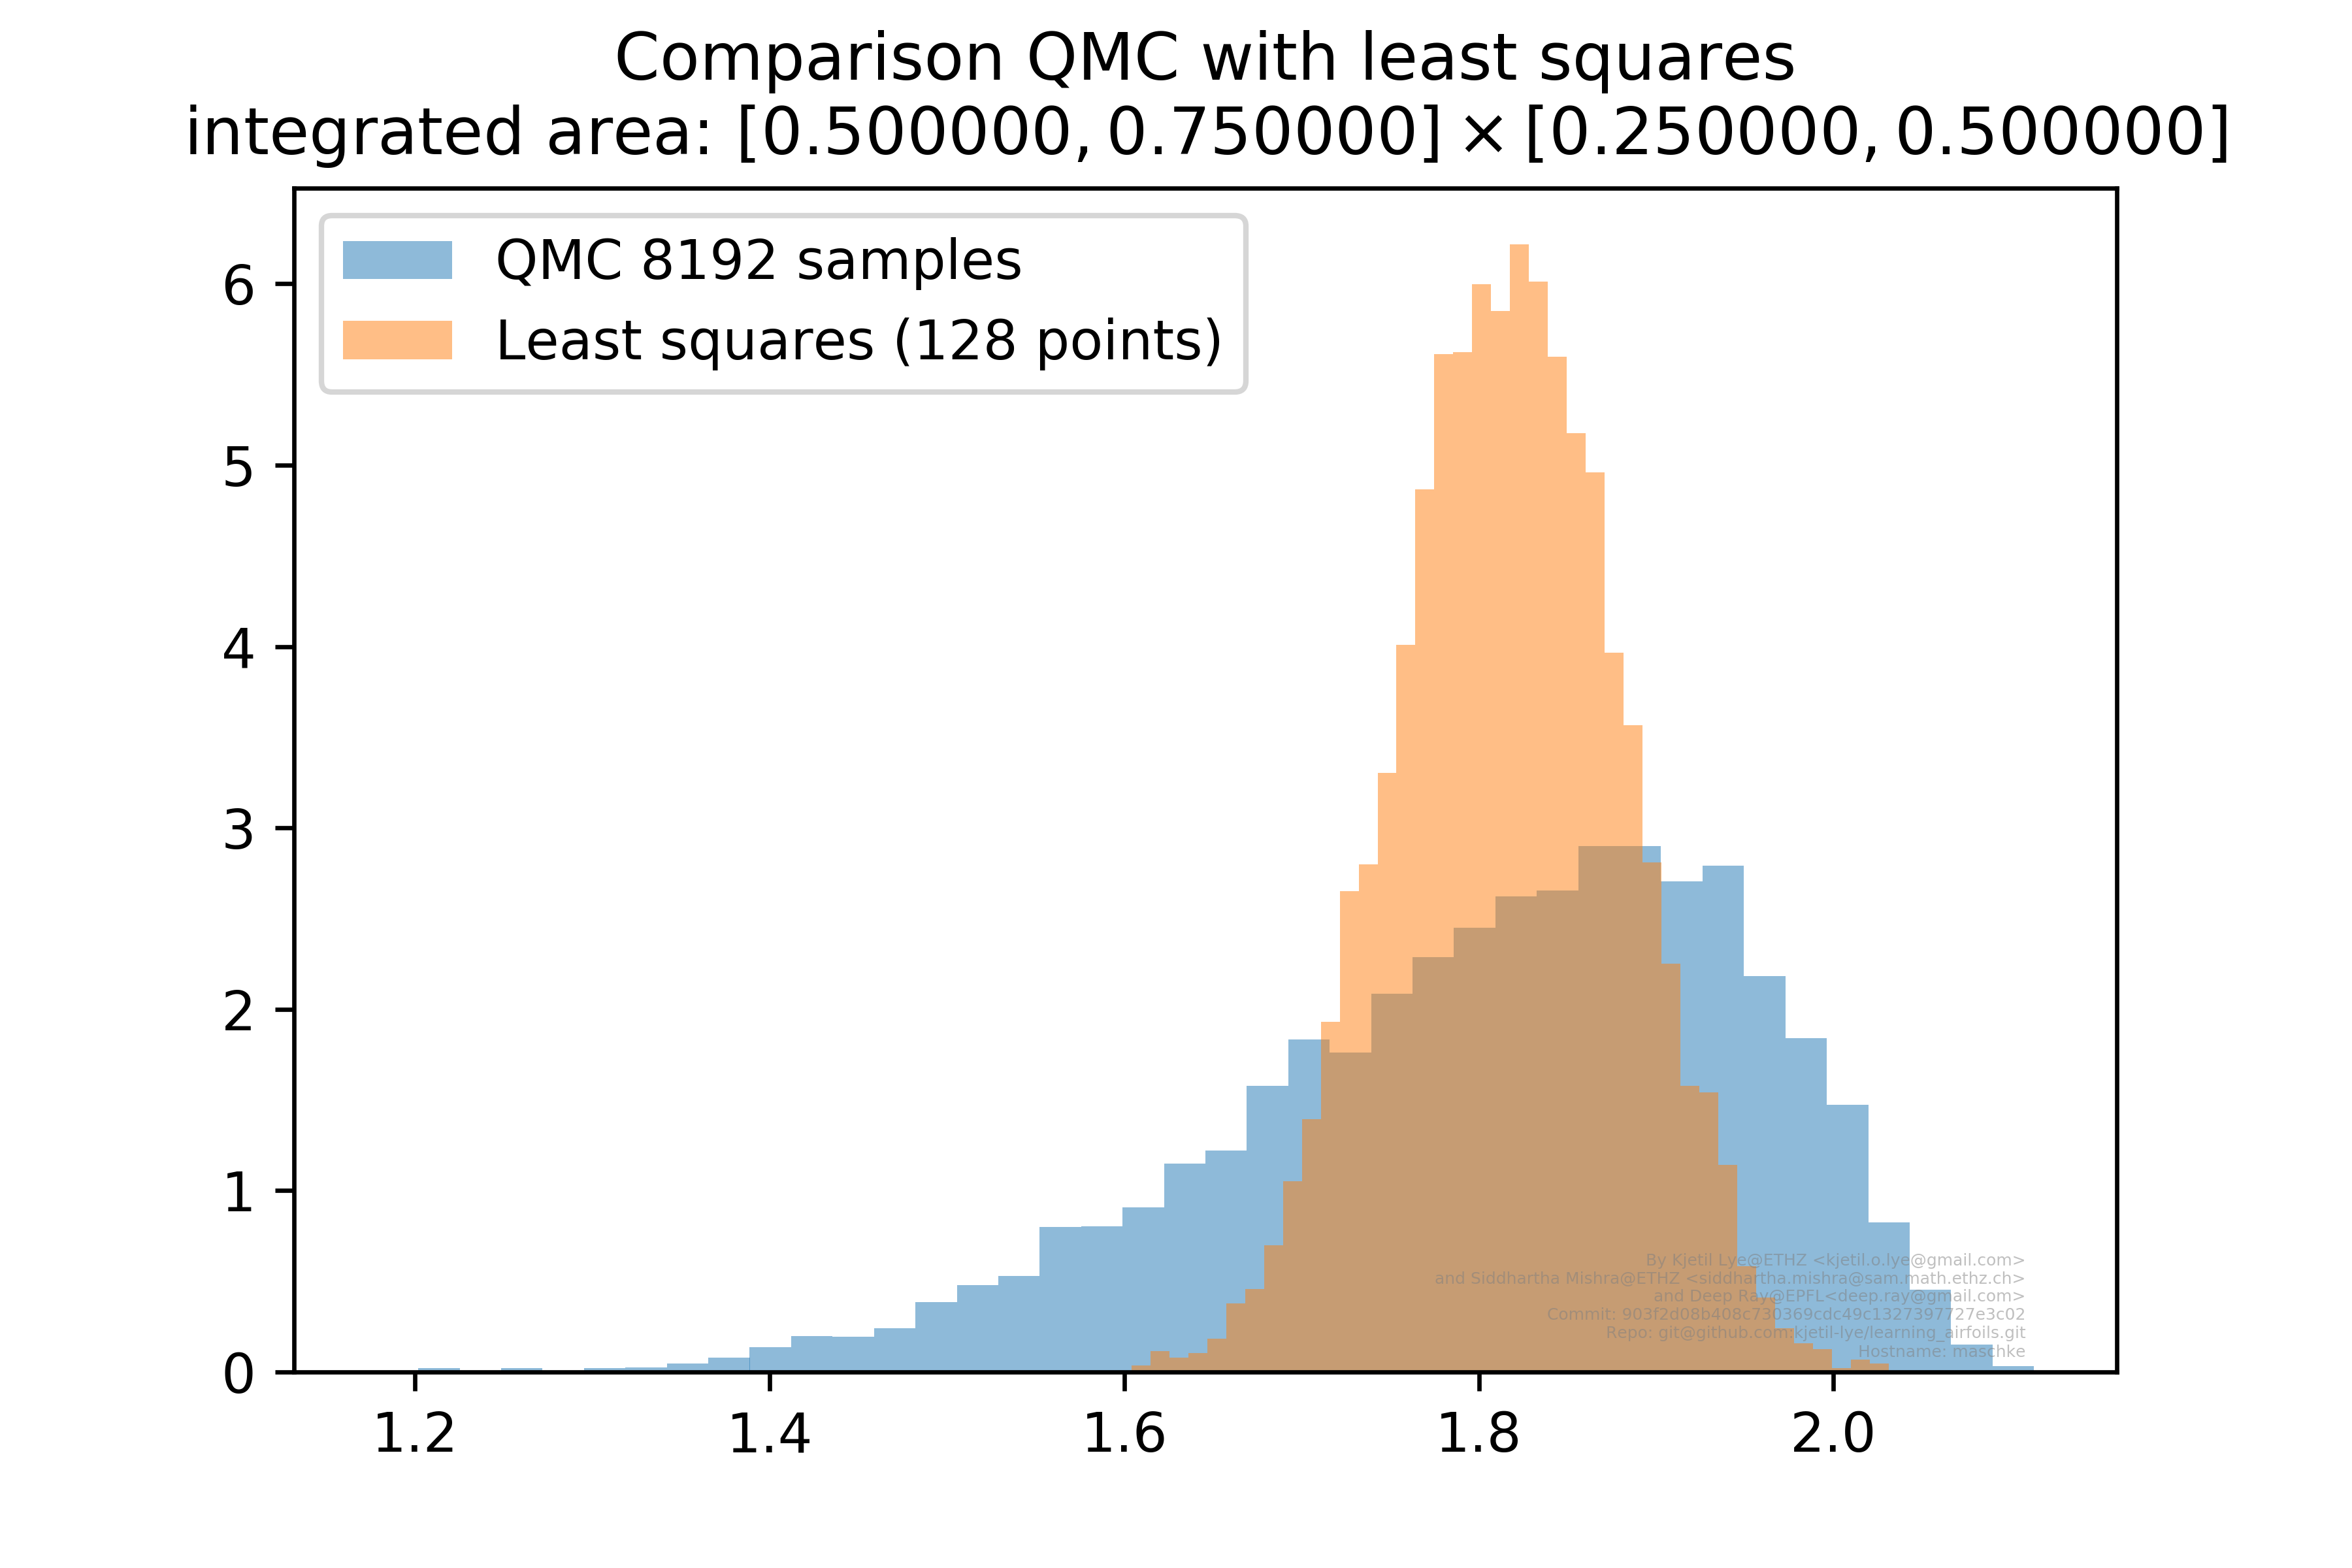 Comparison QMC with least squares
integrated area: [0.500000, 0.750000] × [0.250000, 0.500000]
QMC 8192 samples
Least squares (128 points)
6
5
4
3
2
1
0
1.2 1.4 1.6 1.8 2.0
By Kjetil Lye@ETHZ <kjetil.o.lye@gmail.com>
and Siddhartha Mishra@ETHZ <siddhartha.mishra@sam.math.ethz.ch>
and Deep Ray@EPFL<deep.ray@gmail.com>
Commit: 903f2d08b408c730369cdc49c1327397727e3c02
Repo: git@github.com:kjetil-lye/learning_airfoils.git
Hostname: maschke